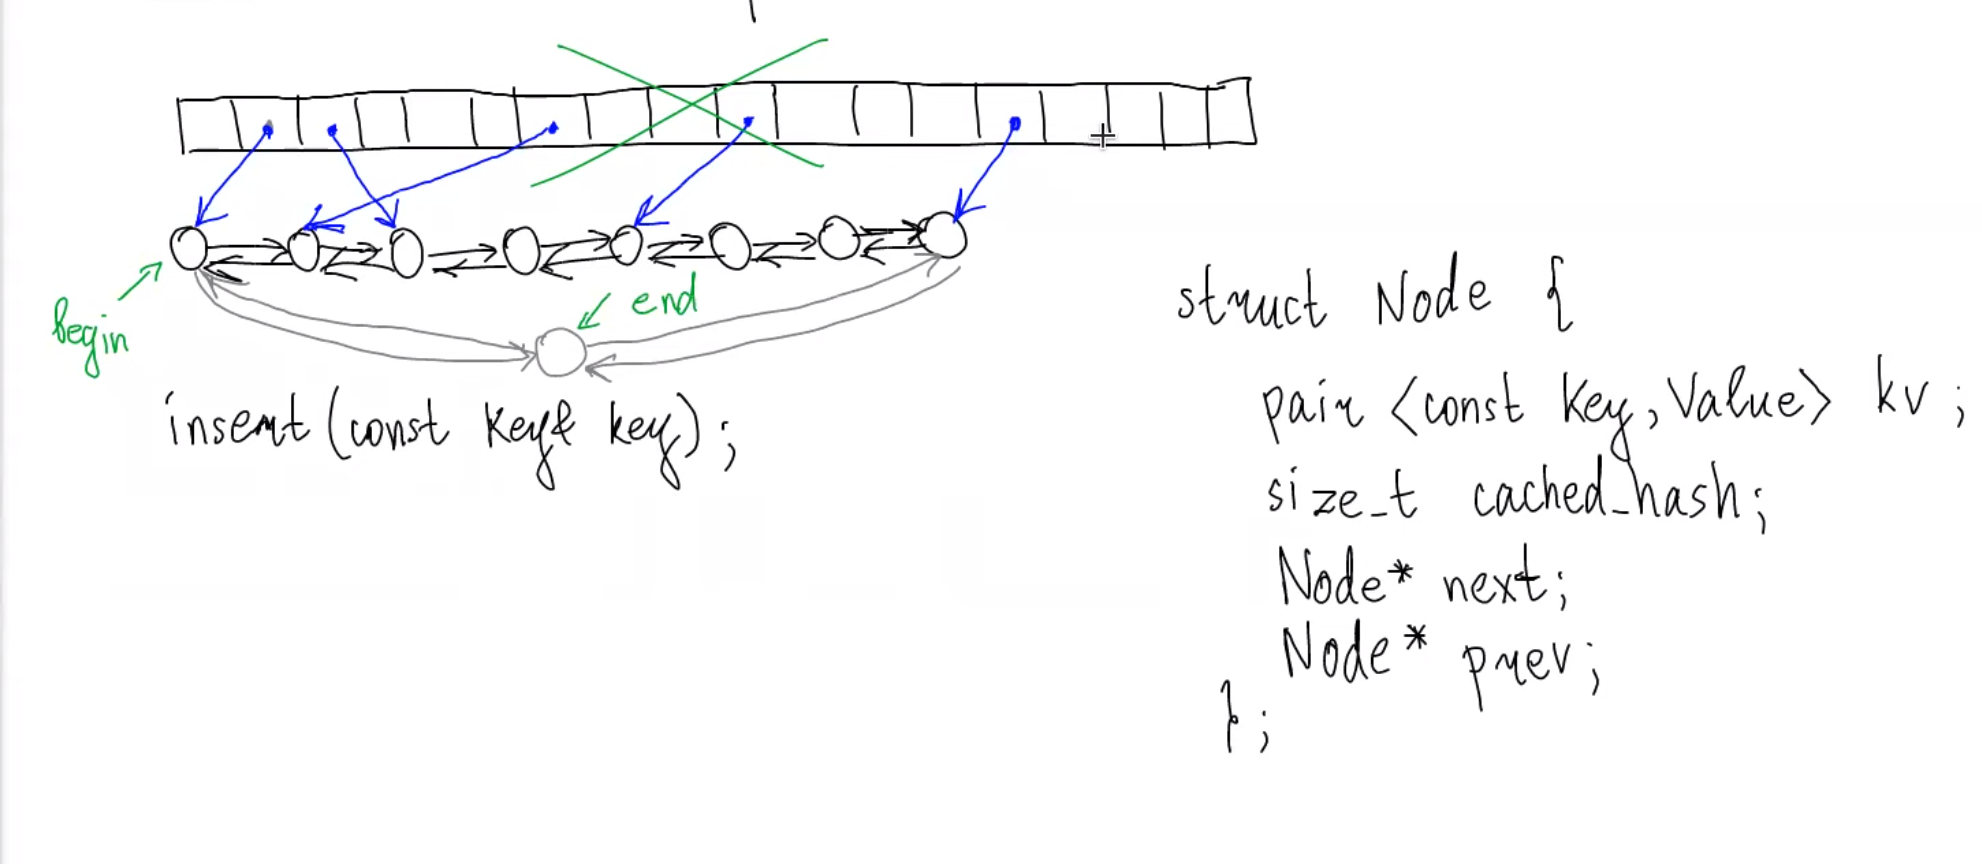 begin
end
insert(const Key& key);
struct Node {
pair <const Key, Value> kv;
size_t cached_hash;
Node* next;
Node* prev;
};